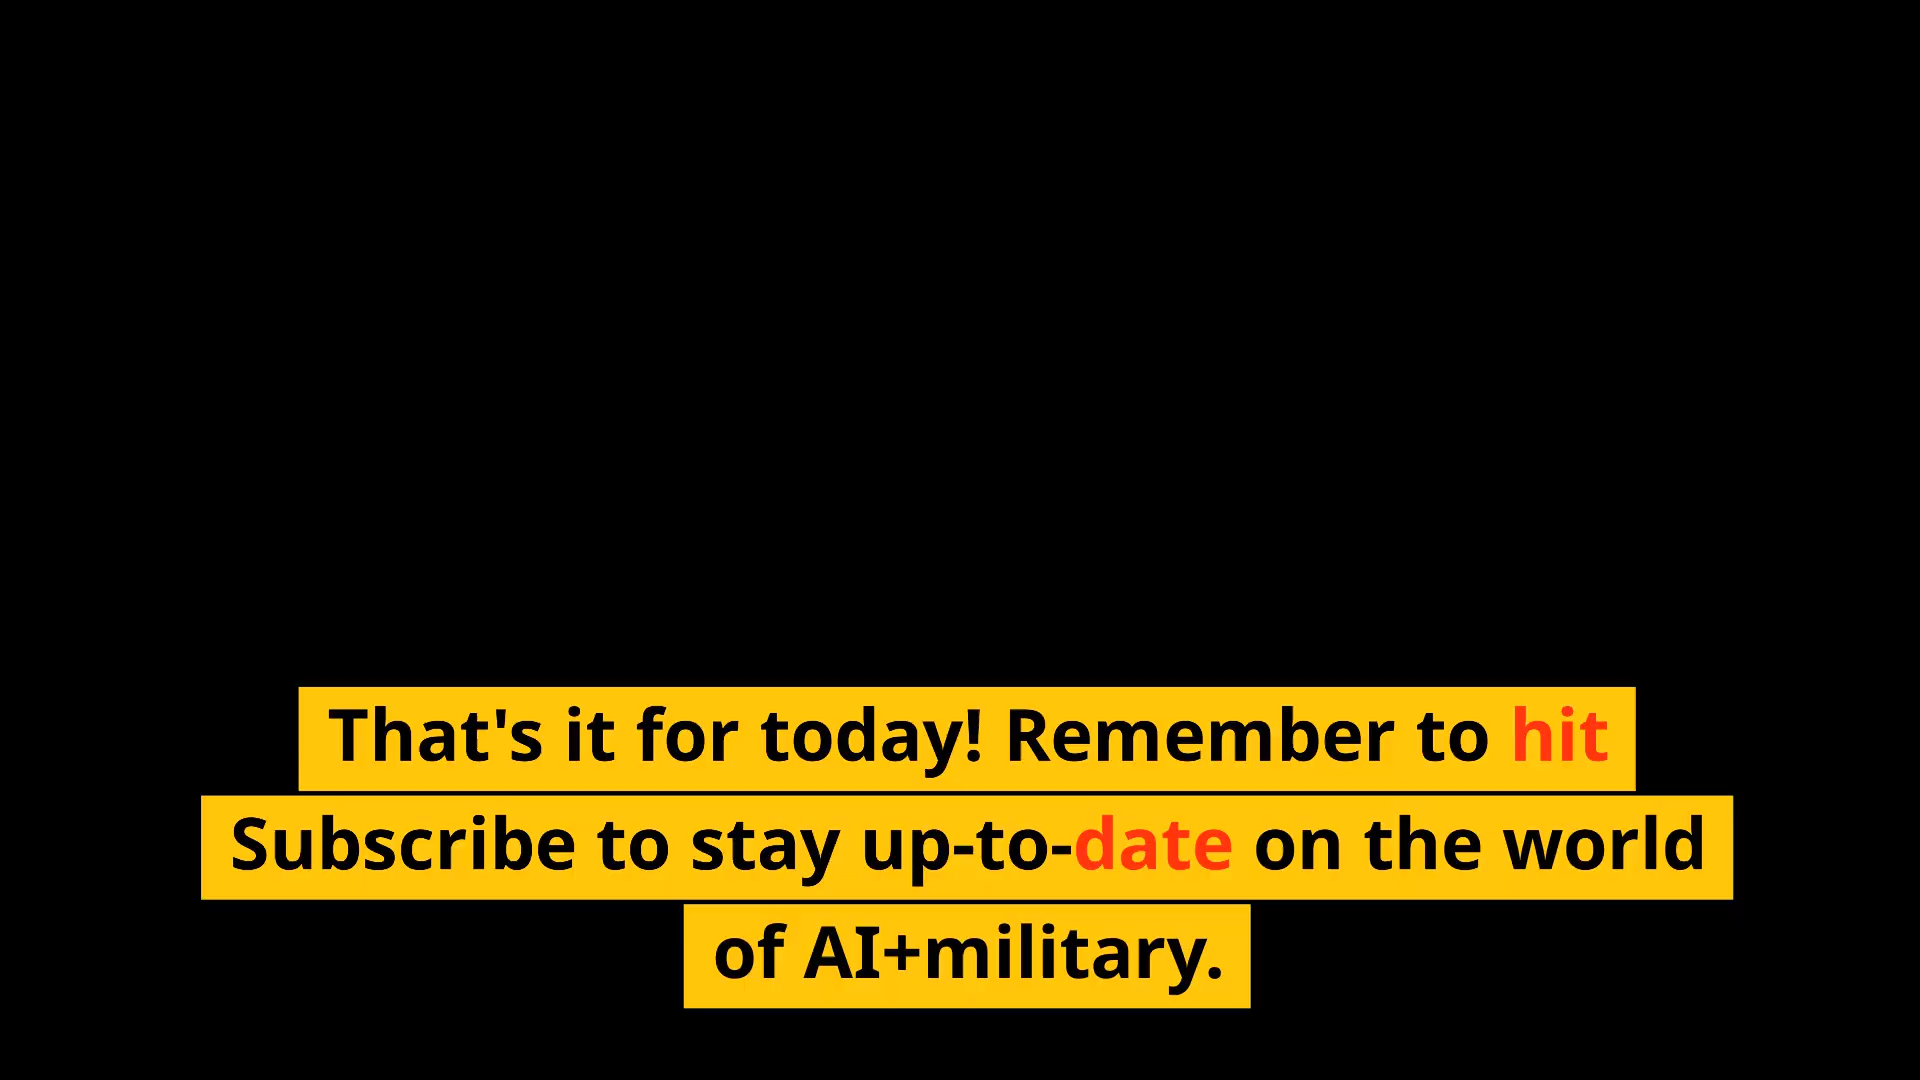 That's it for today! Remember to hit
Subscribe to stay up-to-date on the world
of AI+military.